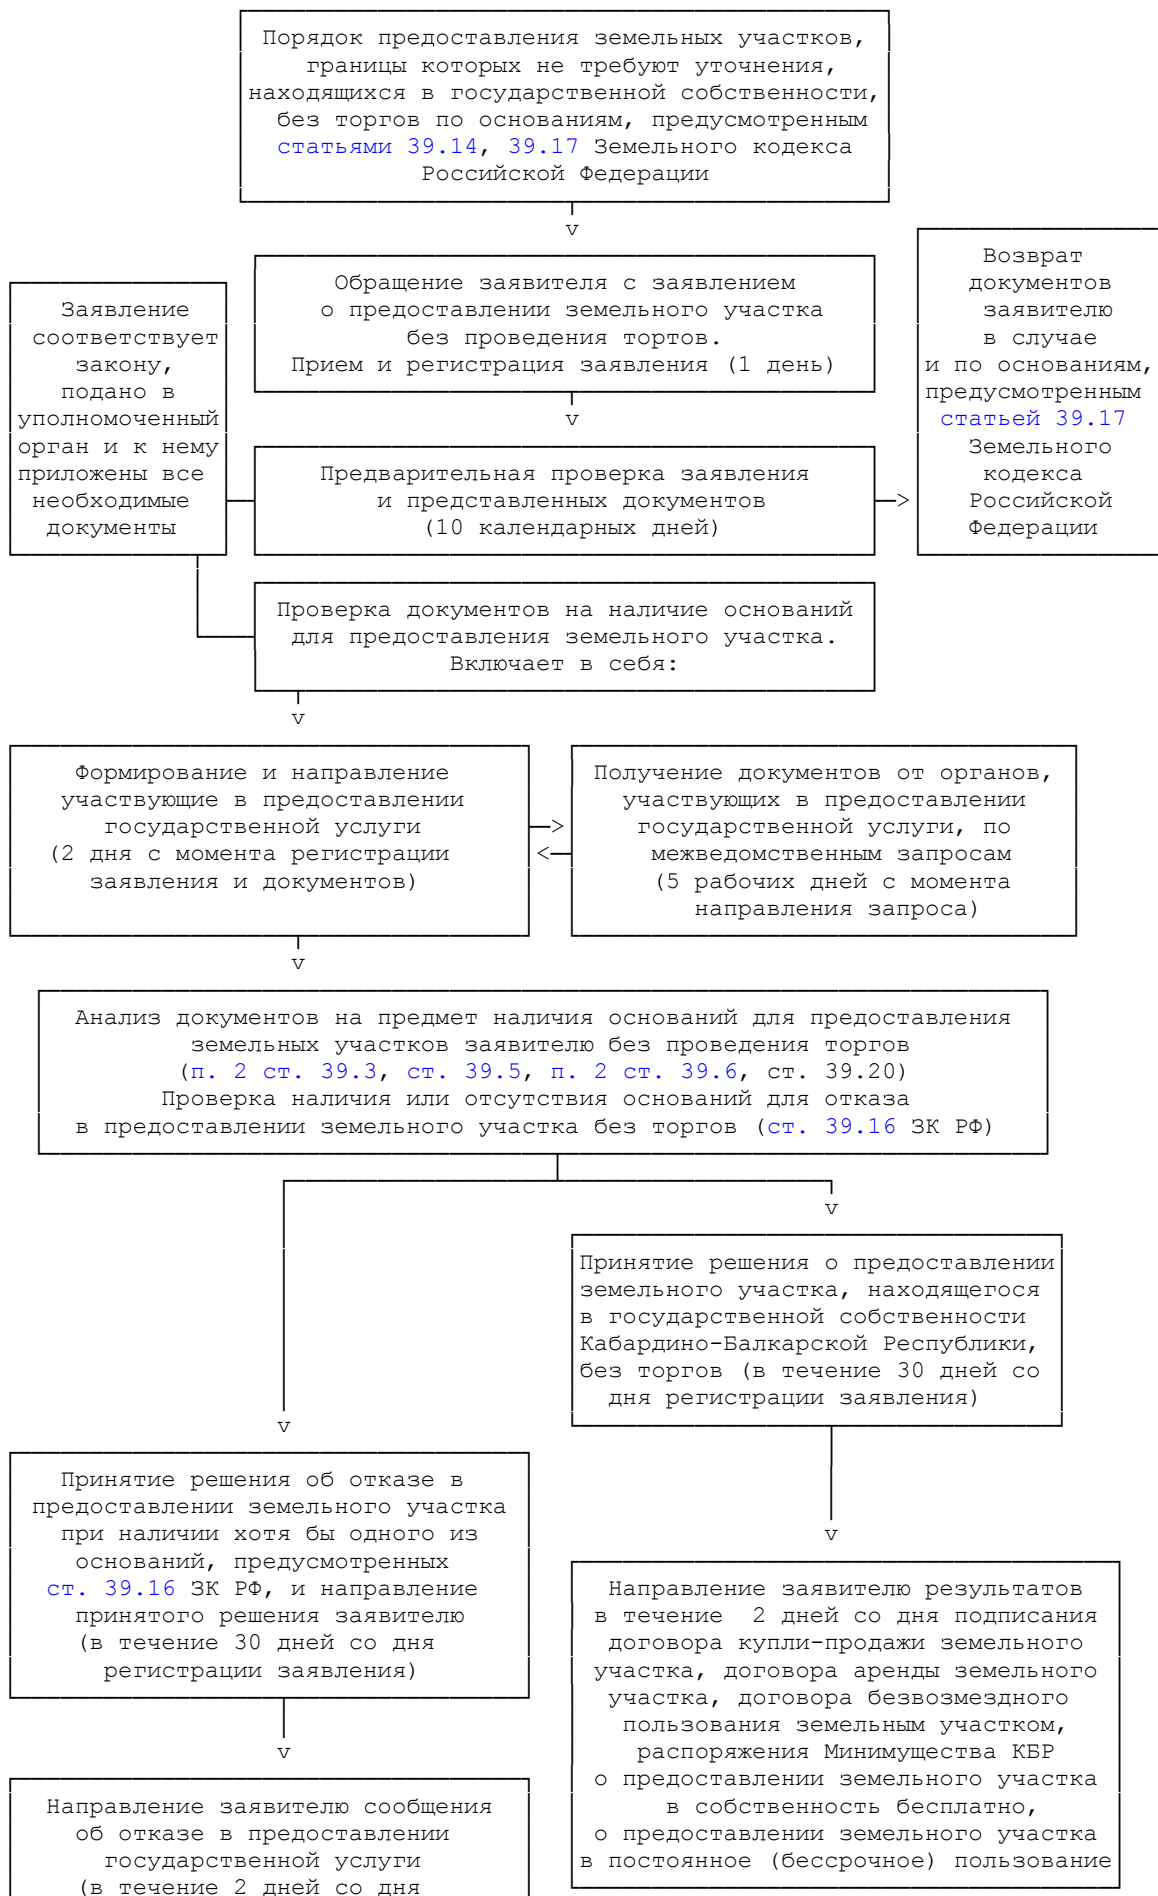 Порядок предоставления земельных участков,
границы которых не требуют уточнения,
находящихся в государственной собственности,
без торгов по основаниям, предусмотренным
статьями 39.14, 39.17 Земельного кодекса
Российской Федерации
v
Обращение заявителя с заявлением
о предоставлении земельного участка
без проведения тортов.
Прием и регистрация заявления (1 день)
v
Заявление
соответствует
закону,
подано в
уполномоченный
орган и к нему
приложены все
необходимые
документы
Предварительная проверка заявления
и представленных документов
(10 календарных дней)
>
Возврат
документов
заявителю
в случае
и по основаниям,
предусмотренным
статьей 39.17
Земельного
кодекса
Российской
Федерации
Проверка документов на наличие оснований
для предоставления земельного участка.
Включает в себя:
v
Формирование и направление
участвующие в предоставлении
государственной услуги
(2 дня с момента регистрации
заявления и документов)
>
<
Получение документов от органов,
участвующих в предоставлении
государственной услуги, по
межведомственным запросам
(5 рабочих дней с момента
направления запроса)
v
Анализ документов на предмет наличия оснований для предоставления
земельных участков заявителю без проведения торгов
(п. 2 ст. 39.3, ст. 39.5, п. 2 ст. 39.6, ст. 39.20)
Проверка наличия или отсутствия оснований для отказа
в предоставлении земельного участка без торгов (ст. 39.16 ЗК РФ)
v
Принятие решения о предоставлении
земельного участка, находящегося
в государственной собственности
Кабардино-Балкарской Республики,
без торгов (в течение 30 дней со
дня регистрации заявления)
v
Принятие решения об отказе в
предоставлении земельного участка
при наличии хотя бы одного из
оснований, предусмотренных
ст. 39.16 ЗК РФ, и направление
принятого решения заявителю
(в течение 30 дней со дня
регистрации заявления)
v
Направление заявителю результатов
в течение  2 дней со дня подписания
договора купли-продажи земельного
участка, договора аренды земельного
участка, договора безвозмездного
пользования земельным участком,
распоряжения Минимущества КБР
о предоставлении земельного участка
в собственность бесплатно,
о предоставлении земельного участка
в постоянное (бессрочное) пользование
v
Направление заявителю сообщения
об отказе в предоставлении
государственной услуги
(в течение 2 дней со дня